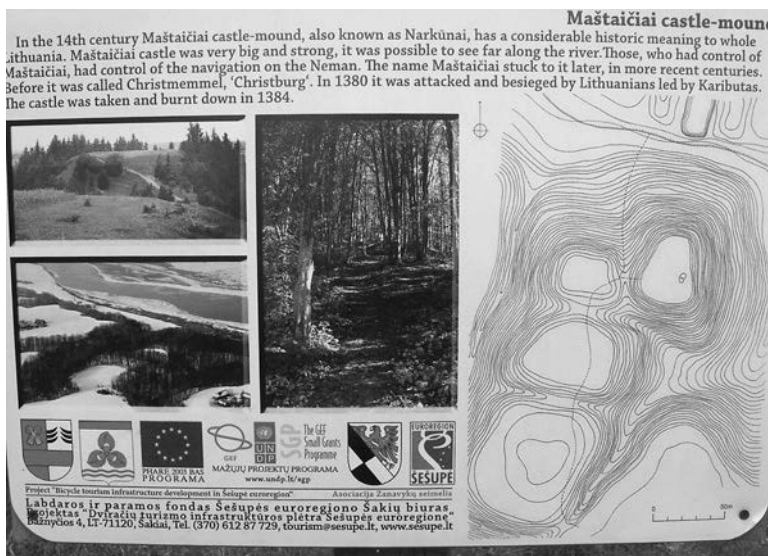 Maštaičiai castle-mound
In the 14th century Maštaičiai castle-mound, also known as Narkūnai, has a considerable historic meaning to whole
Lithuania. Maštaičiai castle was very big and strong, it was possible to see far along the river.Those, who had control of
Maštaičiai, had control of the navigation on the Neman. The name Maštaičiai stuck to it later, in more recent centuries.
Before it was called Christmemmel, 'Christburg'. In 1380 it was attacked and besieged by Lithuanians led by Kaributas.
The castle was taken and burnt down in 1384.
PHARE 2003 BAS
PROGRAMA
GEF
UN
DP
SGP
The GEF
Small Grants
Programme
MAŽŲJŲ PROJEKTŲ PROGRAMA
www.undp.lt/sgp
EUROREGION
ŠEŠUPĖ
Project "Bicycle tourism infrastructure development in Šešupė euroregion"
Asociacija Zanavykų seimelis
Labdaros ir paramos fondas Šešupės euroregiono Šakių biuras
Projektas "Dviračių turizmo infrastruktūros plėtra Šešupės euroregione"
Bažnyčios 4, LT-71120, Šakiai, Tel. (370) 612 87 729, tourism@sesupe.lt, www.sesupe.lt
0 50m